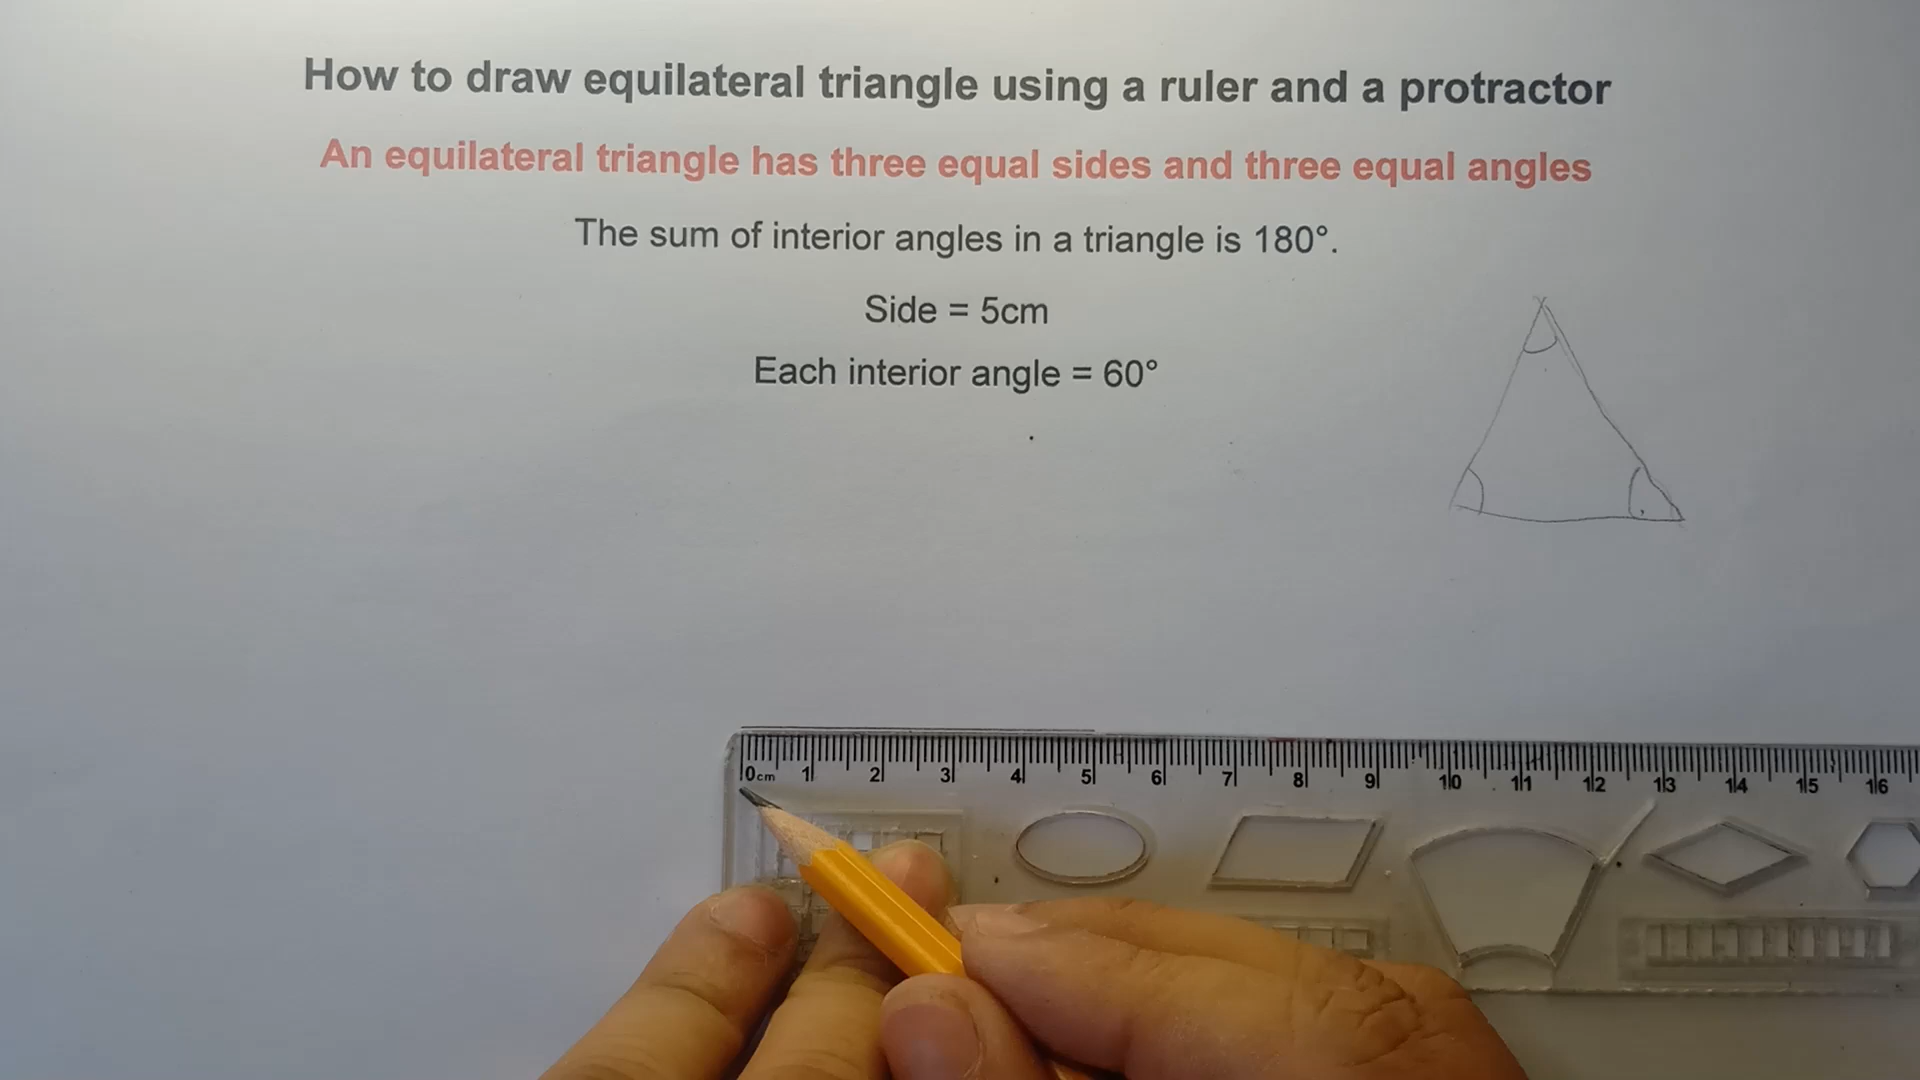 How to draw equilateral triangle using a ruler and a protractor
An equilateral triangle has three equal sides and three equal angles
The sum of interior angles in a triangle is 180°.
Side = 5cm
Each interior angle = 60°
0cm 1 2 3 4 5 6 7 8 9 10 11 12 13 14 15 16